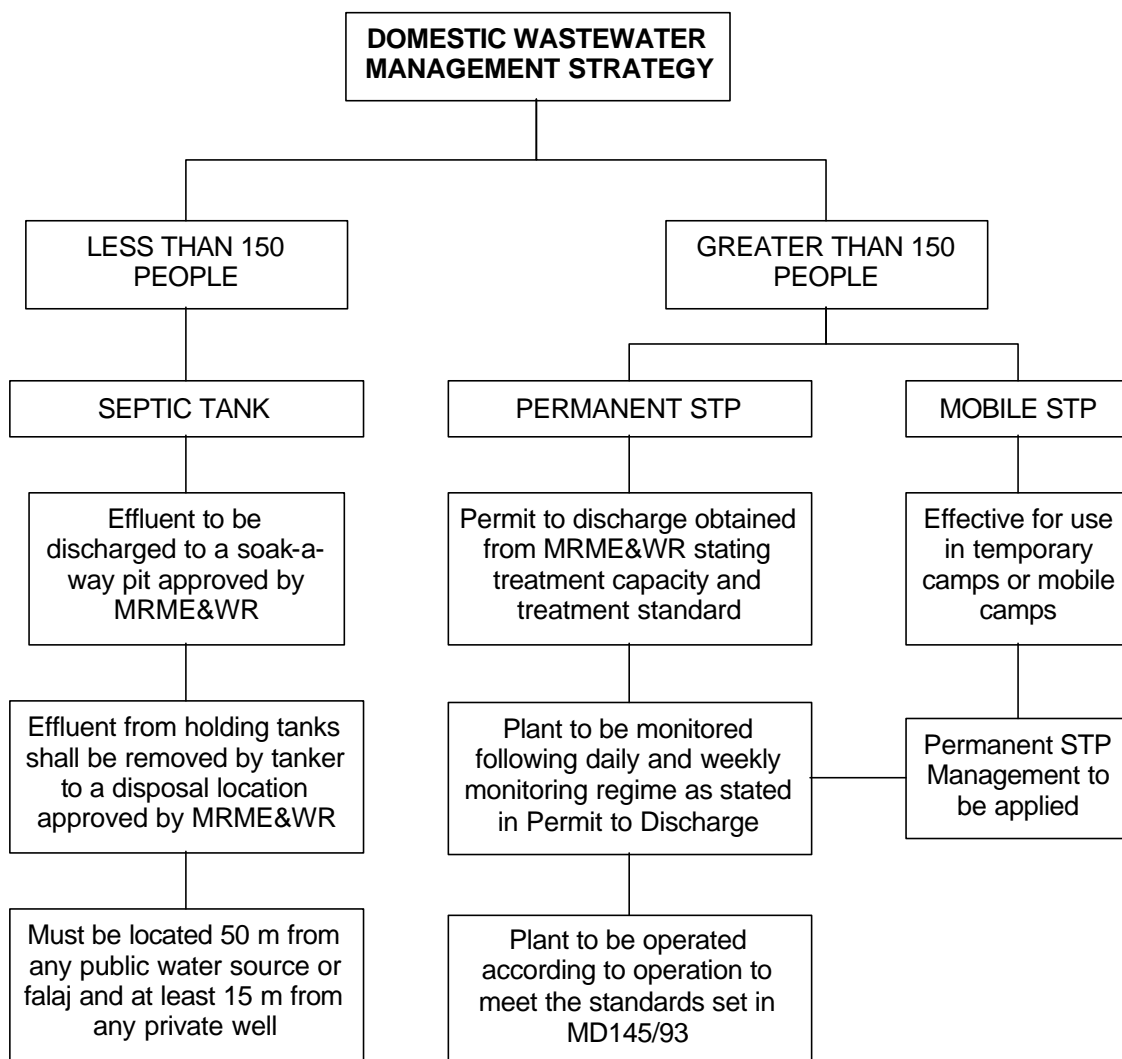 DOMESTIC WASTEWATER
MANAGEMENT STRATEGY
LESS THAN 150
PEOPLE
GREATER THAN 150
PEOPLE
SEPTIC TANK
PERMANENT STP
MOBILE STP
Effluent to be
discharged to a soak-a-
way pit approved by
MRME&WR
Permit to discharge obtained
from MRME&WR stating
treatment capacity and
treatment standard
Effective for use
in temporary
camps or mobile
camps
Effluent from holding tanks
shall be removed by tanker
to a disposal location
approved by MRME&WR
Plant to be monitored
following daily and weekly
monitoring regime as stated
in Permit to Discharge
Permanent STP
Management to
be applied
Must be located 50 m from
any public water source or
falaj and at least 15 m from
any private well
Plant to be operated
according to operation to
meet the standards set in
MD145/93